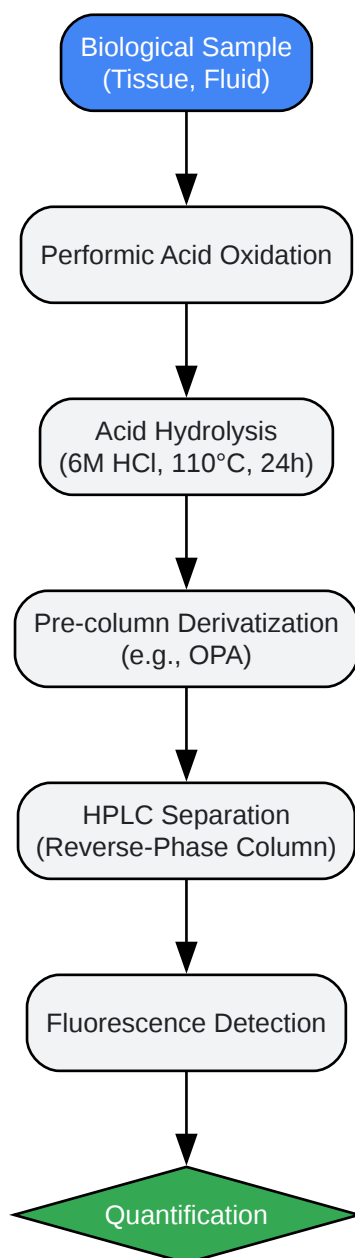 Biological Sample
(Tissue, Fluid)
Performic Acid Oxidation
Acid Hydrolysis
(6M HCl, 110°C, 24h)
Pre-column Derivatization
(e.g., OPA)
HPLC Separation
(Reverse-Phase Column)
Fluorescence Detection
Quantification